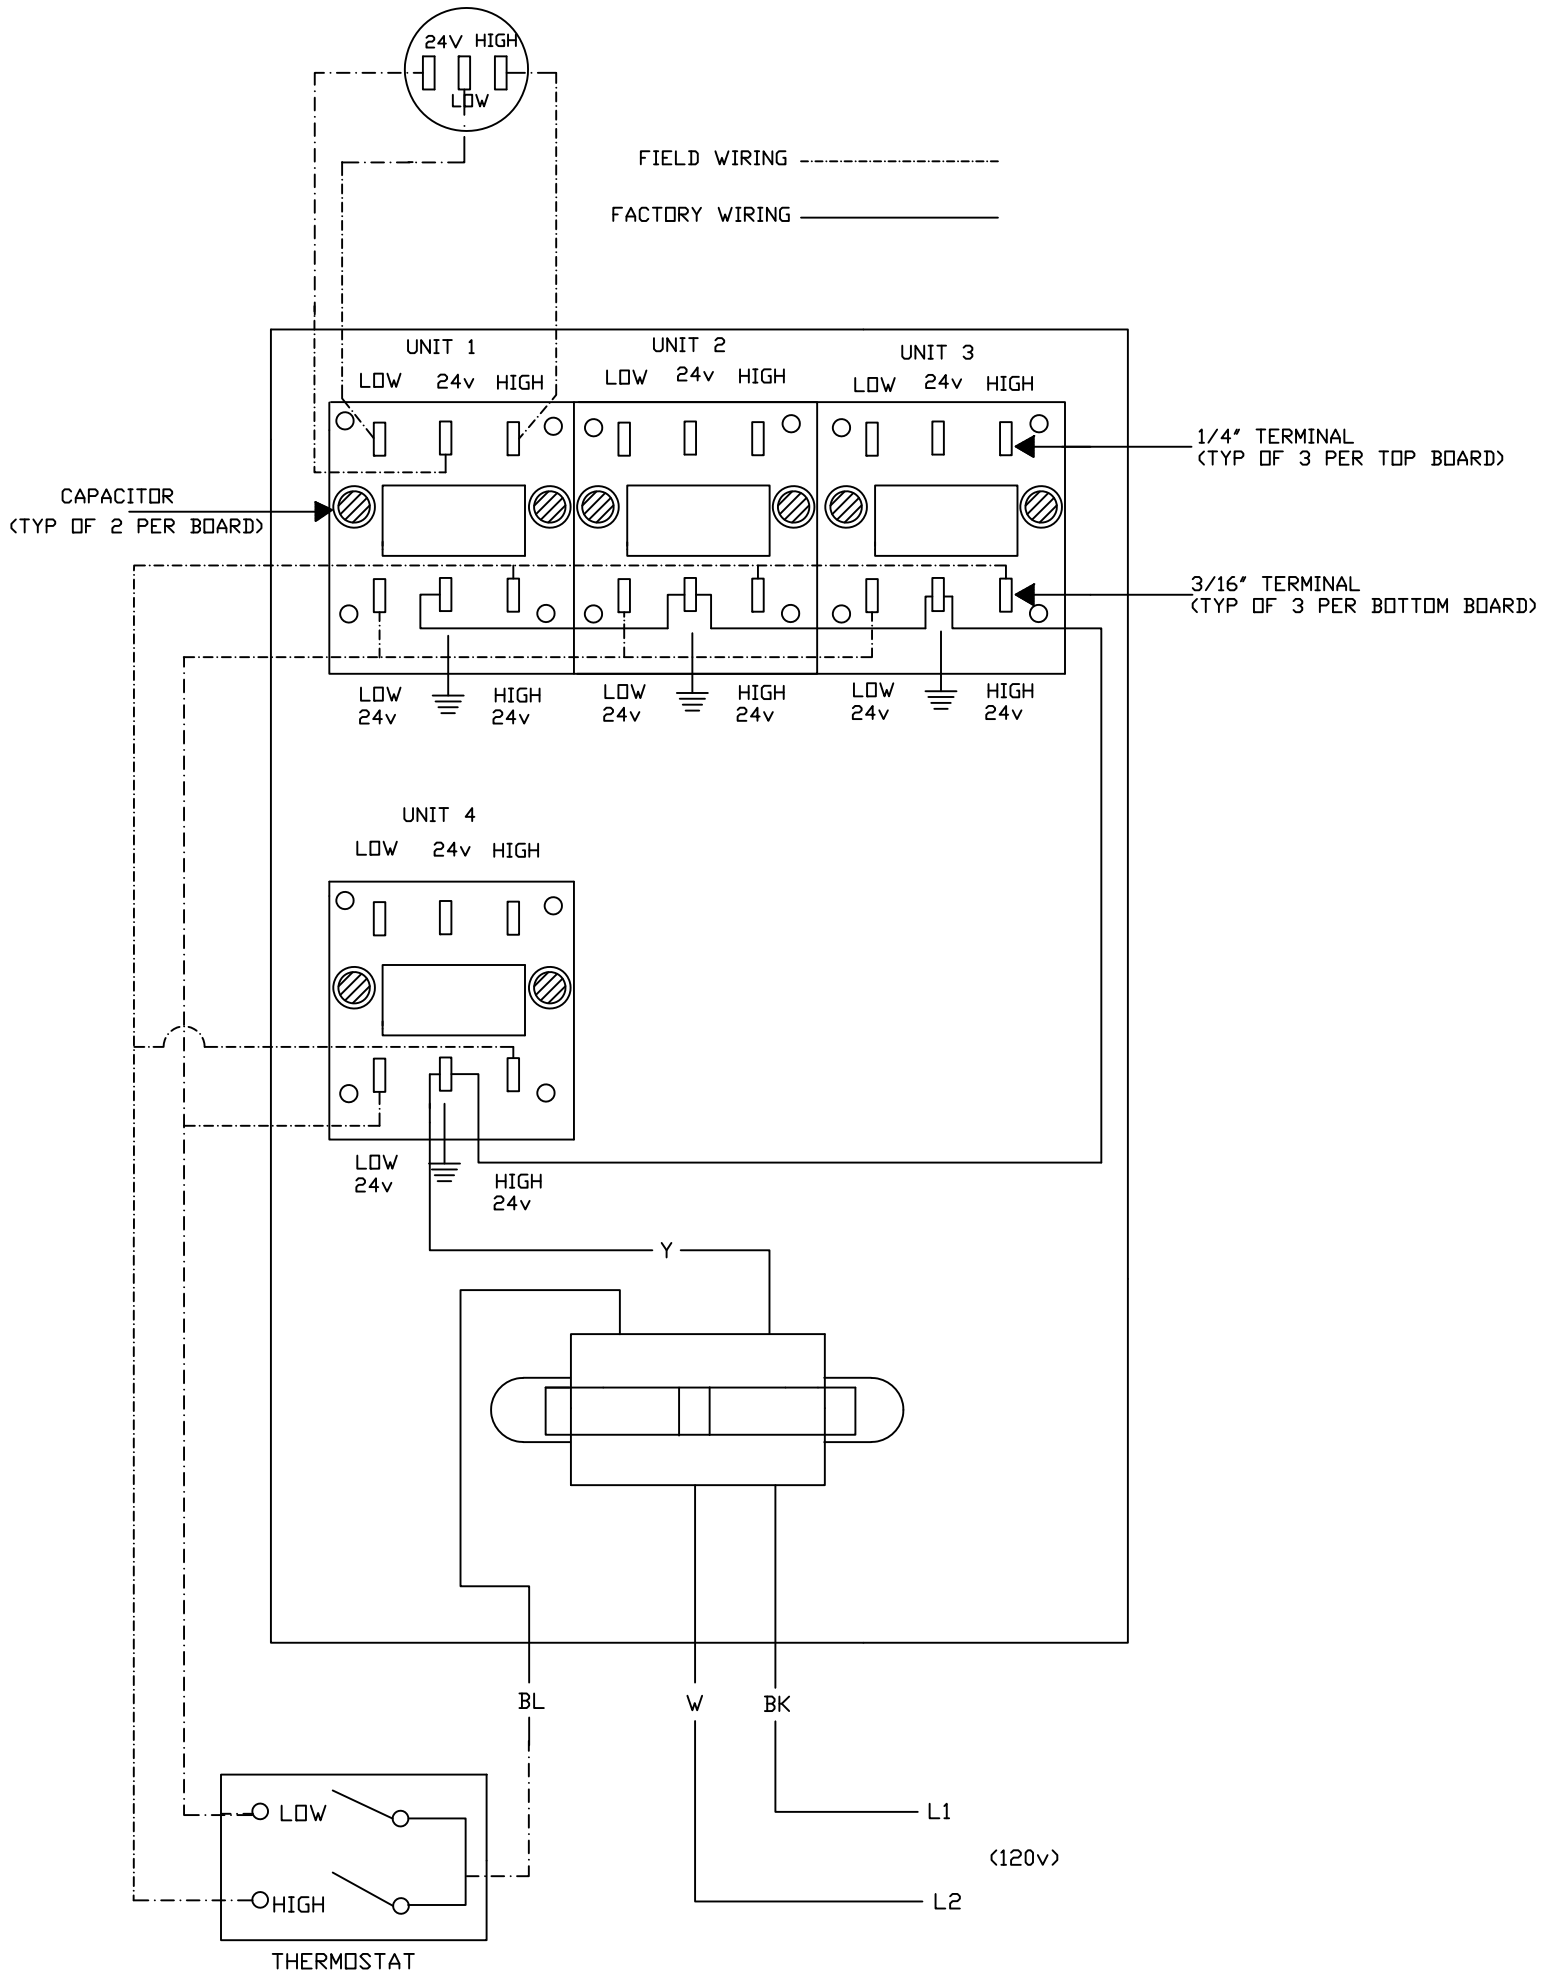 24V HIGH
LOW
FIELD WIRING
FACTORY WIRING
UNIT 1
LOW 24v HIGH
UNIT 2
LOW 24v HIGH
UNIT 3
LOW 24v HIGH
1/4" TERMINAL
(TYP OF 3 PER TOP BOARD)
CAPACITOR
(TYP OF 2 PER BOARD)
3/16" TERMINAL
(TYP OF 3 PER BOTTOM BOARD)
LOW HIGH
24v 24v
LOW HIGH
24v 24v
LOW HIGH
24v 24v
UNIT 4
LOW 24v HIGH
LOW HIGH
24v 24v
Y
BL
W
BK
LOW
L1
(120v)
HIGH
L2
THERMOSTAT